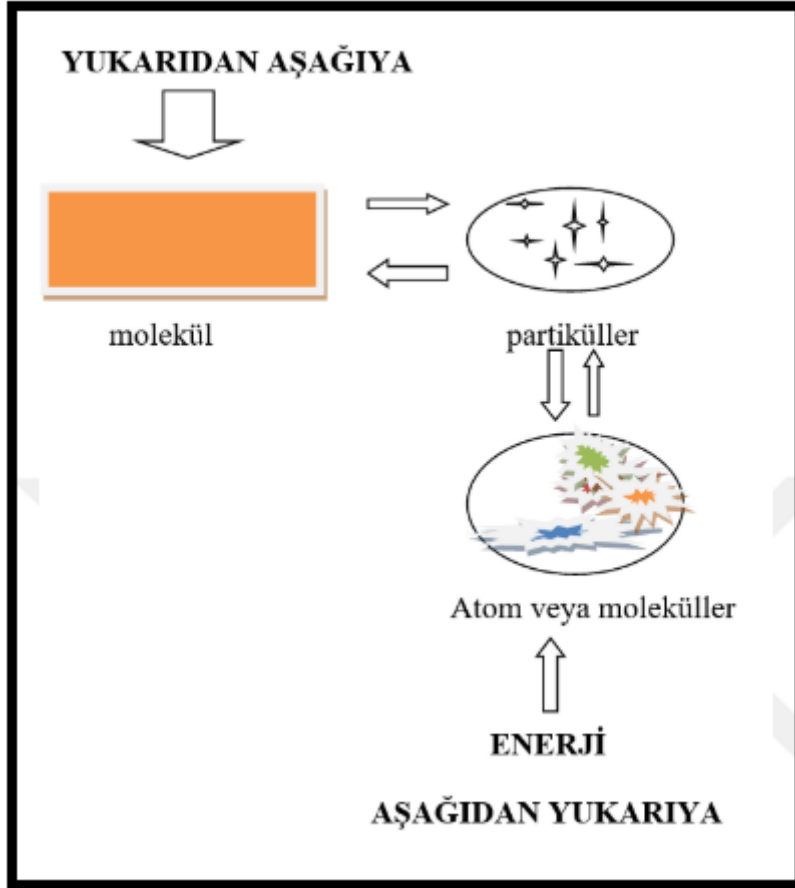 YUKARIDAN AŞAĞIYA
molekül
partiküller
Atom veya moleküller
ENERJİ
AŞAĞIDAN YUKARIYA